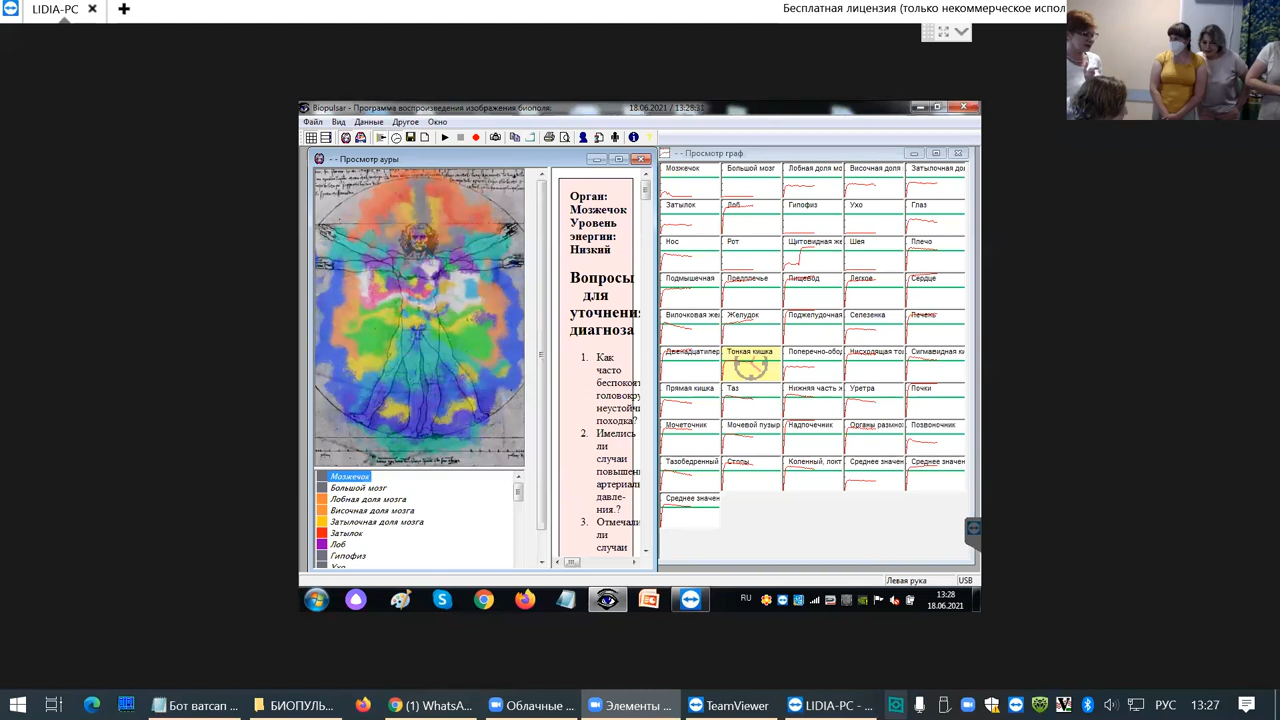 LIDIA-PC
Бесплатная лицензия (только некоммерческое испол
Biopulsar - Программа воспроизведения изображения биополя:
18.06.2021 / 13:28:31
Файл Вид Данные Другое Окно
- - Просмотр ауры
- - Просмотр граф.
Орган:
Мозжечок
Уровень
энергии:
Низкий
Вопросы
для
уточнени
диагноза
1. Как
часто
беспокоят
головокру
неустойчи
походка?
2. Имелись
ли
случаи
повышен
артериаль
давле-
ния.?
3. Отмечали
ли
случаи
Мозжечок
Большой мозг
Лобная доля мозга
Височная доля мозга
Затылочная доля мозга
Затылок
Лоб
Гипофиз
Ухо
Мозжечок Большой мозг Лобная доля мо Височная доля Затылочная до
Затылок Лоб Гипофиз Ухо Глаз
Нос Рот Щитовидная же Шея Плечо
Подмышечная Предплечье Пищевод Легкое Сердце
Вилочковая же Желудок Поджелудочная Селезенка Печень
Двенадцатипер Тонкая кишка Поперечно-обо Нисходящая то Сигмавидная к
Прямая кишка Таз Нижняя часть ж Уретра Почки
Мочеточник Мочевой пузыр Надпочечник Органы размно Позвоночник
Тазобедренный Стопы Коленный, локт Среднее значен Среднее значен
Среднее значен
Левая рука USB
RU
13:28
18.06.2021
Бот ватсап ...
БИОПУЛЬ...
(1) WhatsA...
Облачные ...
Элементы ...
TeamViewer
LIDIA-PC - ...
РУС
13:27